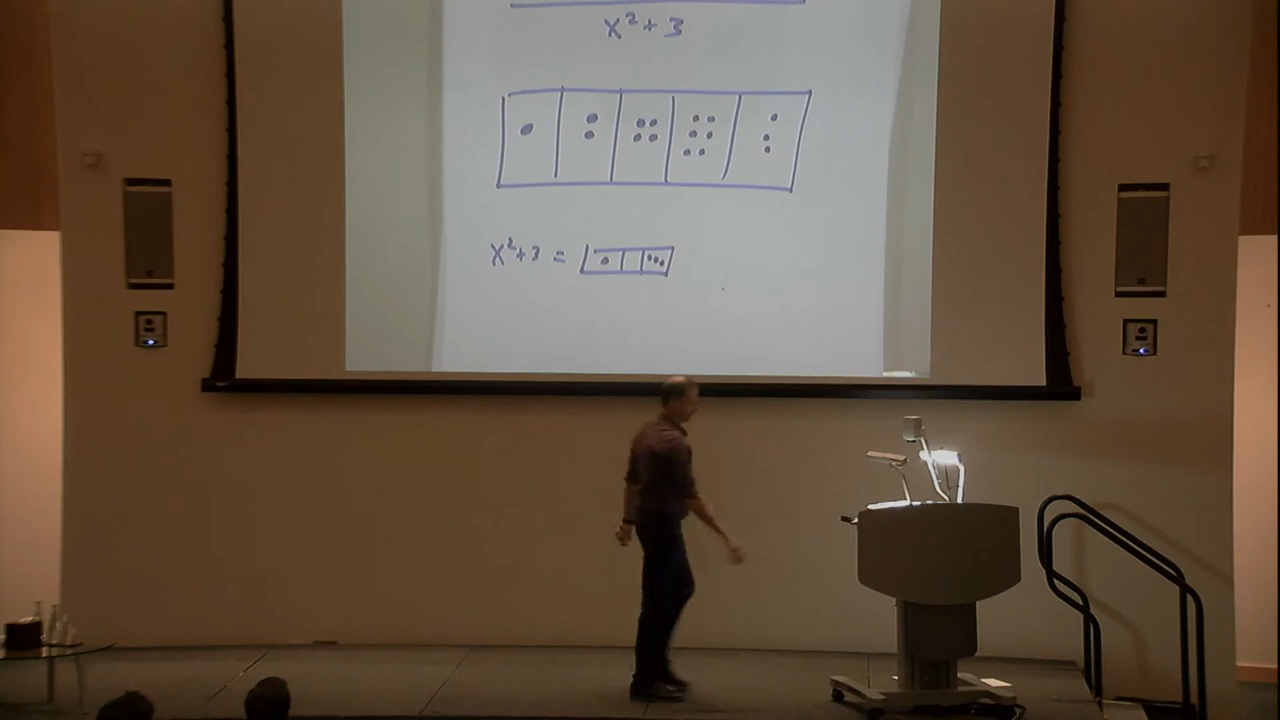 x²+3
x²+3 =